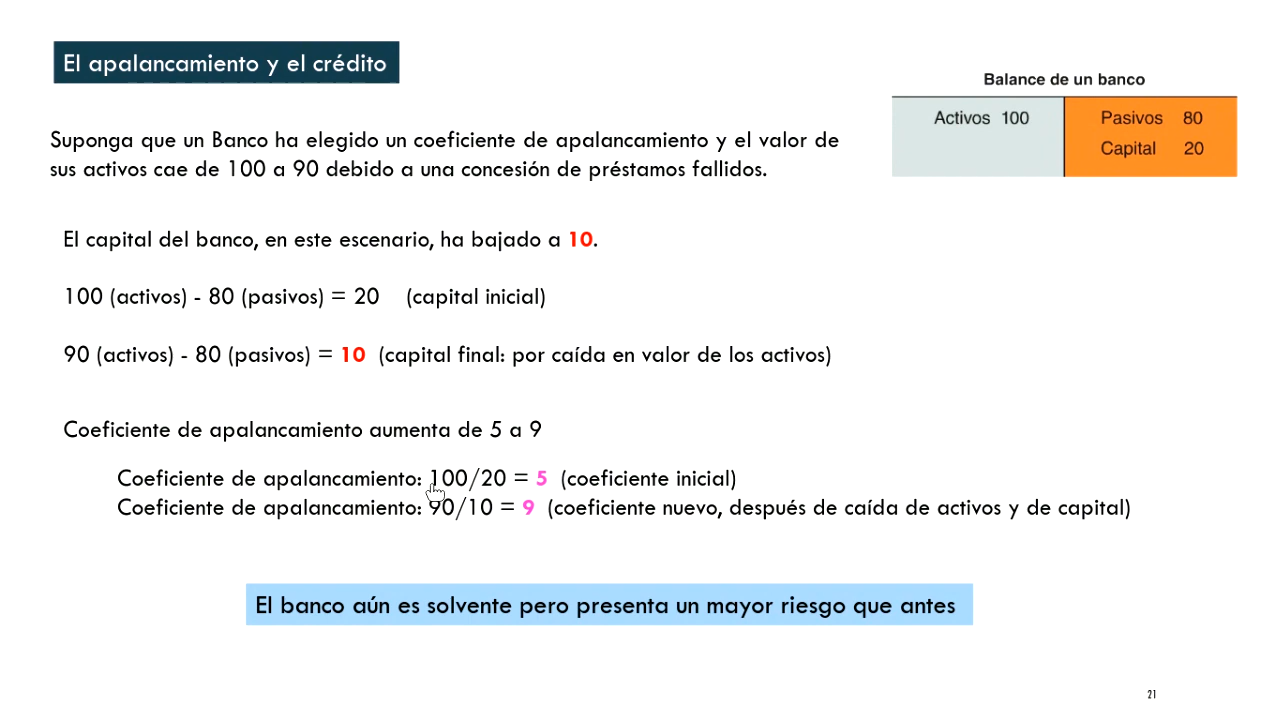 El apalancamiento y el crédito
Balance de un banco
Activos 100
Pasivos 80
Capital 20
Suponga que un Banco ha elegido un coeficiente de apalancamiento y el valor de
sus activos cae de 100 a 90 debido a una concesión de préstamos fallidos.
El capital del banco, en este escenario, ha bajado a 10.
100 (activos) - 80 (pasivos) = 20 (capital inicial)
90 (activos) - 80 (pasivos) = 10 (capital final: por caída en valor de los activos)
Coeficiente de apalancamiento aumenta de 5 a 9
Coeficiente de apalancamiento: 100/20 = 5 (coeficiente inicial)
Coeficiente de apalancamiento: 90/10 = 9 (coeficiente nuevo, después de caída de activos y de capital)
El banco aún es solvente pero presenta un mayor riesgo que antes
21